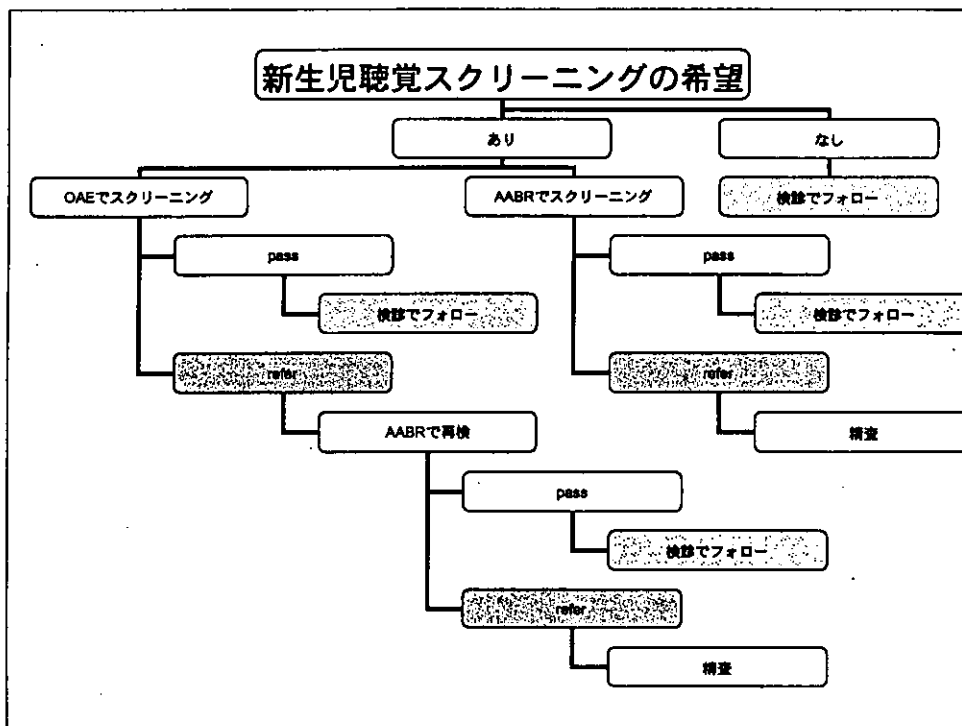 新生児聴覚スクリーニングの希望
あり
なし
OAEでスクリーニング
AABRでスクリーニング
検診でフォロー
pass
pass
検診でフォロー
検診でフォロー
refer
refer
AABRで再検
精査
pass
検診でフォロー
refer
精査